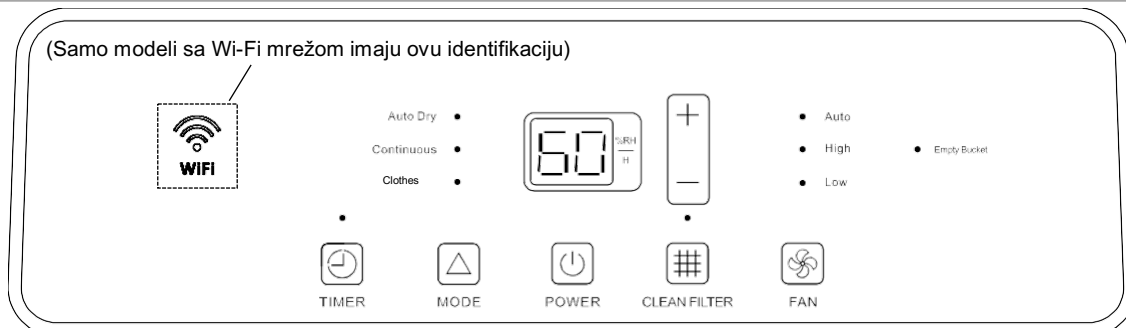 (Samo modeli sa Wi-Fi mrežom imaju ovu identifikaciju)
WiFi
Auto Dry
Continuous
Clothes
60
%RH
H
+
—
Auto
High
Low
Empty Bucket
TIMER
MODE
POWER
CLEAN FILTER
FAN